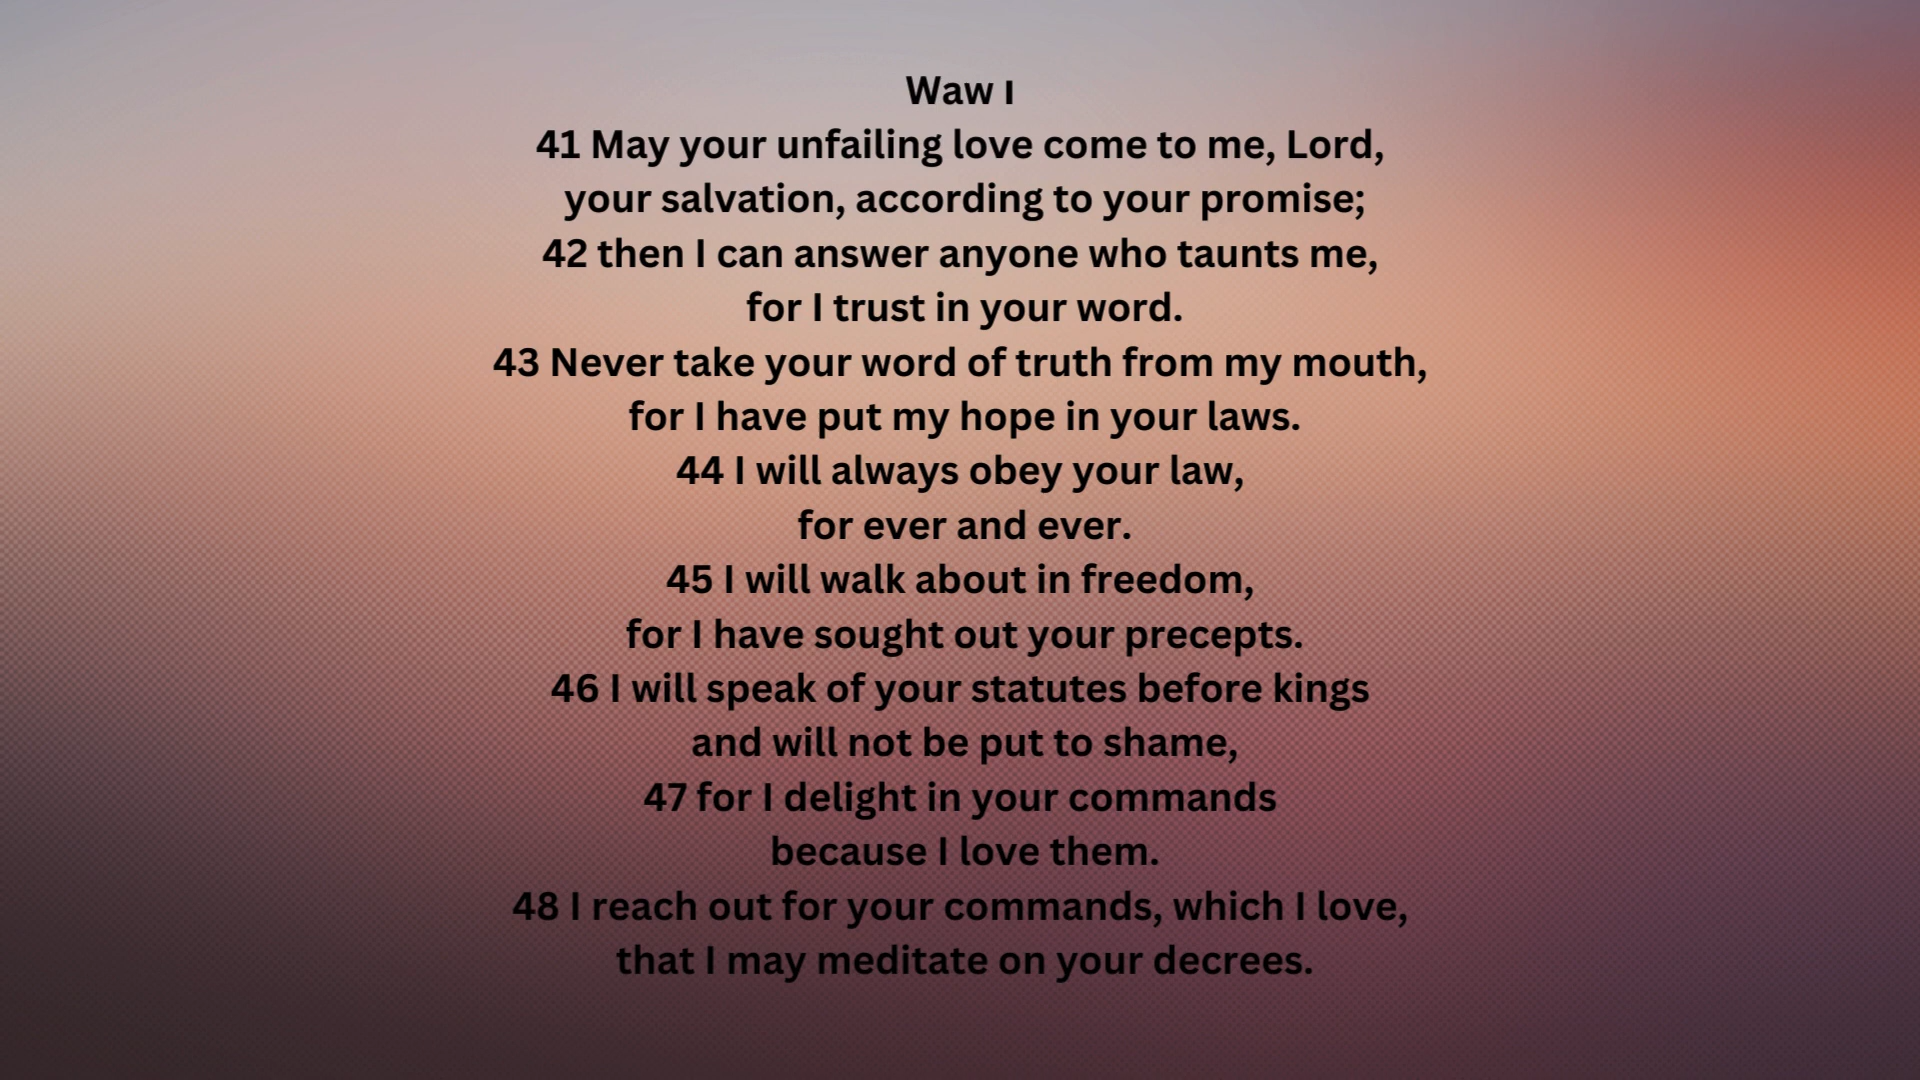 Waw ו
41 May your unfailing love come to me, Lord,
your salvation, according to your promise;
42 then I can answer anyone who taunts me,
for I trust in your word.
43 Never take your word of truth from my mouth,
for I have put my hope in your laws.
44 I will always obey your law,
for ever and ever.
45 I will walk about in freedom,
for I have sought out your precepts.
46 I will speak of your statutes before kings
and will not be put to shame,
47 for I delight in your commands
because I love them.
48 I reach out for your commands, which I love,
that I may meditate on your decrees.